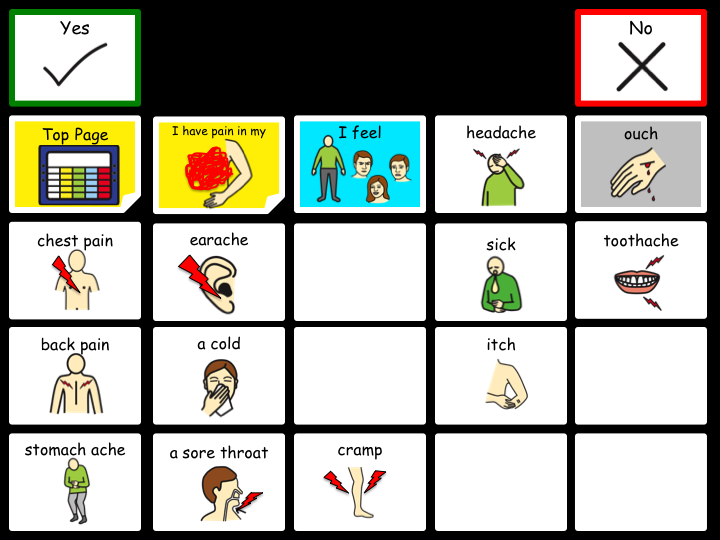 Yes
No
Top Page
I have pain in my
I feel
headache
ouch
chest pain
earache
sick
toothache
back pain
a cold
itch
stomach ache
a sore throat
cramp